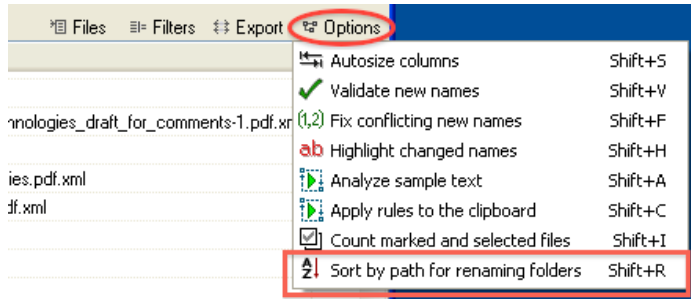 Files Filters Export Options
Autosize columns Shift+S
Validate new names Shift+V
hnologies_draft_for_comments-1.pdf.xr (1,2) Fix conflicting new names Shift+F
ab Highlight changed names Shift+H
ies.pdf.xml Analyze sample text Shift+A
df.xml Apply rules to the clipboard Shift+C
Count marked and selected files Shift+I
AZ Sort by path for renaming folders Shift+R